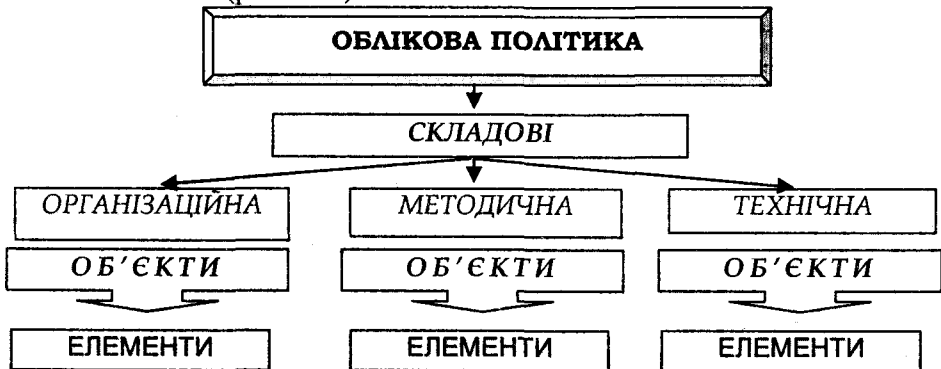 ОБЛІКОВА ПОЛІТИКА
СКЛАДОВІ
ОРГАНІЗАЦІЙНА МЕТОДИЧНА ТЕХНІЧНА
ОБ'ЄКТИ ОБ'ЄКТИ ОБ'ЄКТИ
ЕЛЕМЕНТИ ЕЛЕМЕНТИ ЕЛЕМЕНТИ